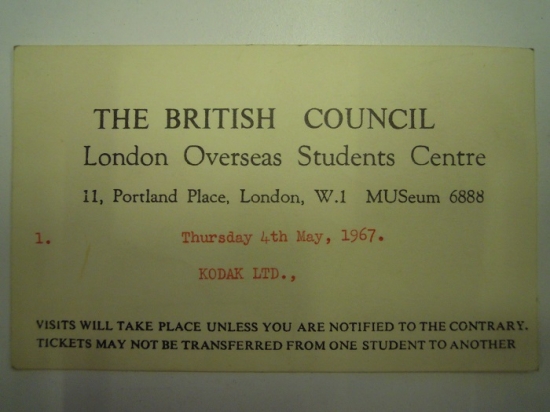 THE BRITISH COUNCIL
London Overseas Students Centre
11, Portland Place, London, W.1 MUSeum 6888
1. Thursday 4th May, 1967.
KODAK LTD.,
VISITS WILL TAKE PLACE UNLESS YOU ARE NOTIFIED TO THE CONTRARY.
TICKETS MAY NOT BE TRANSFERRED FROM ONE STUDENT TO ANOTHER